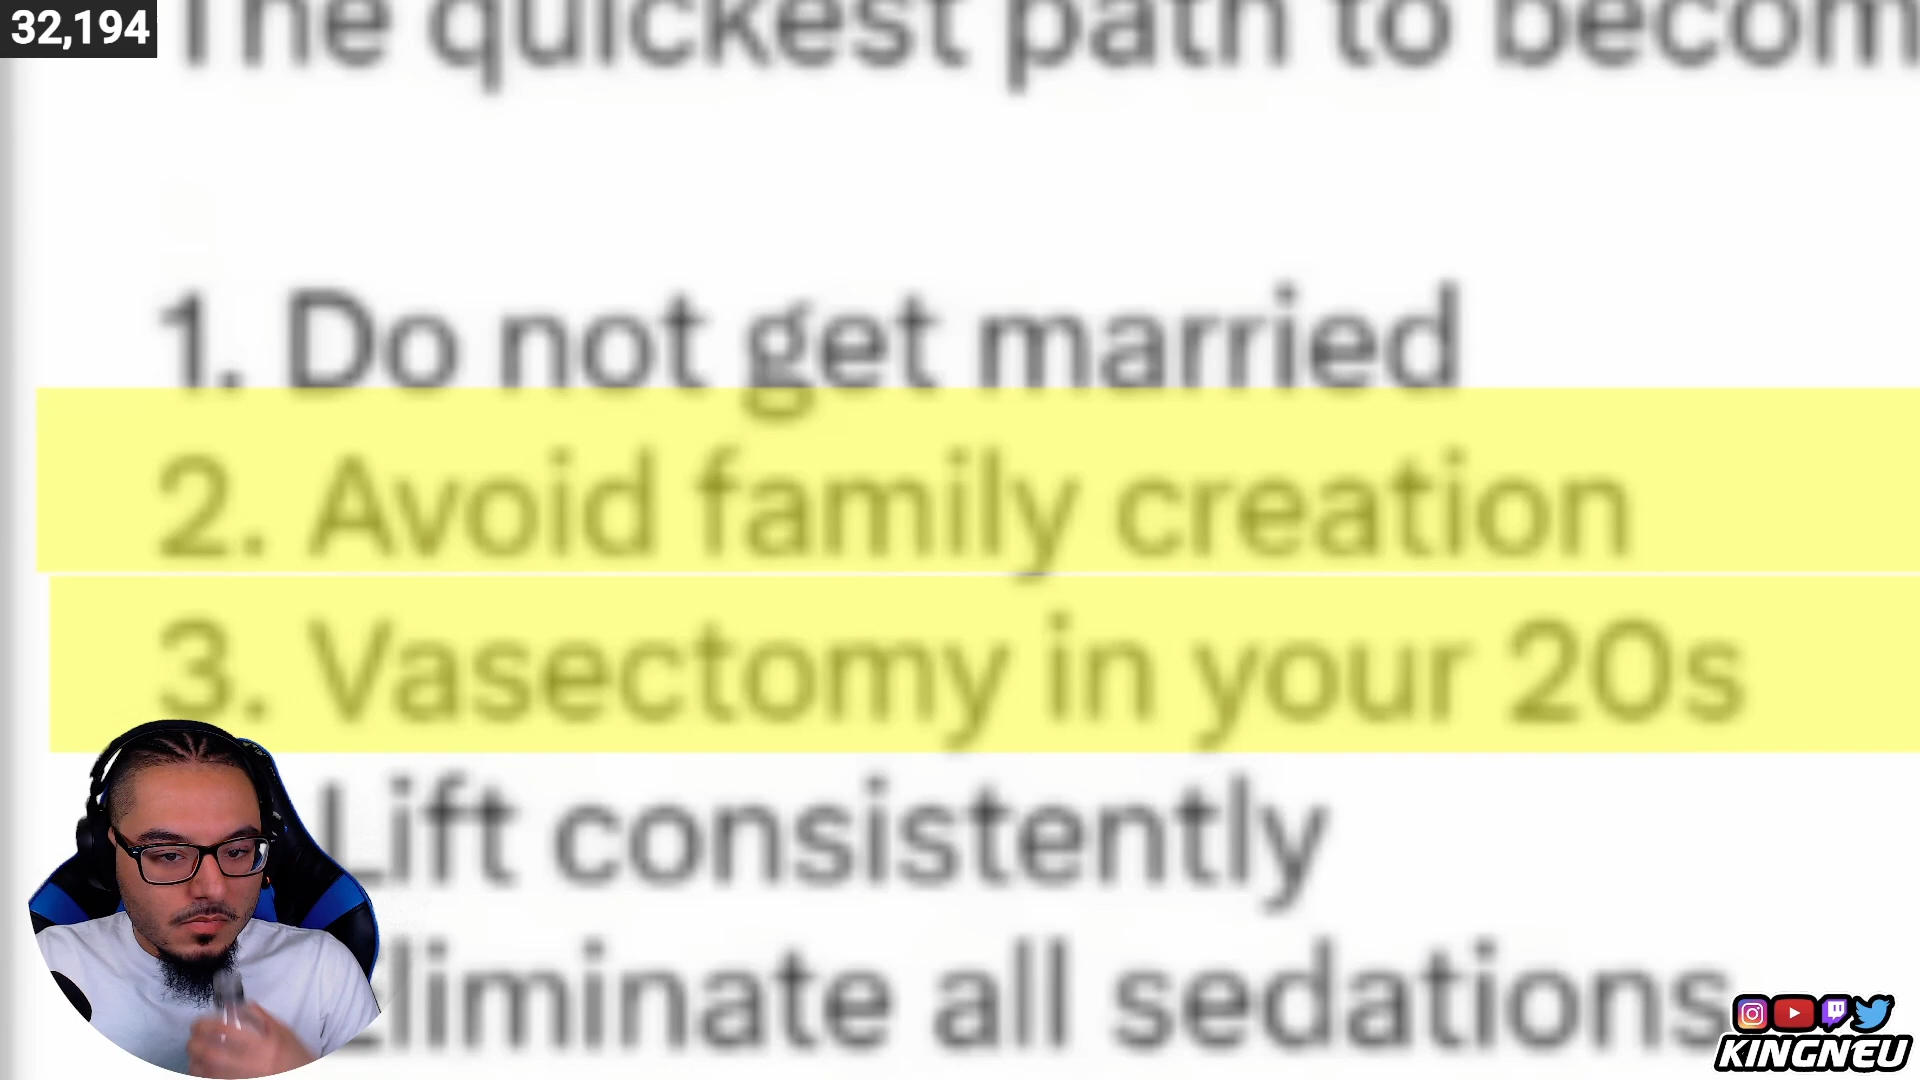 32,194
The quickest path to becom
1. Do not get married
2. Avoid family creation
3. Vasectomy in your 20s
Lift consistently
Eliminate all sedations
KINGNEU